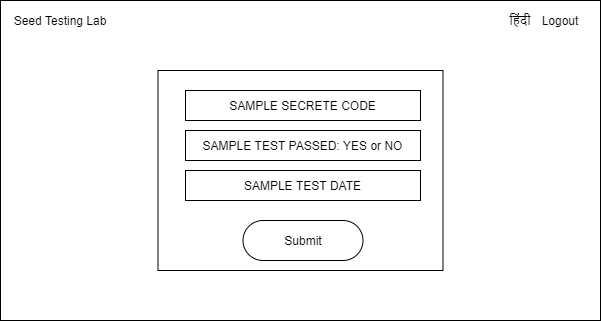 Seed Testing Lab हिंदी Logout
SAMPLE SECRETE CODE
SAMPLE TEST PASSED: YES or NO
SAMPLE TEST DATE
Submit